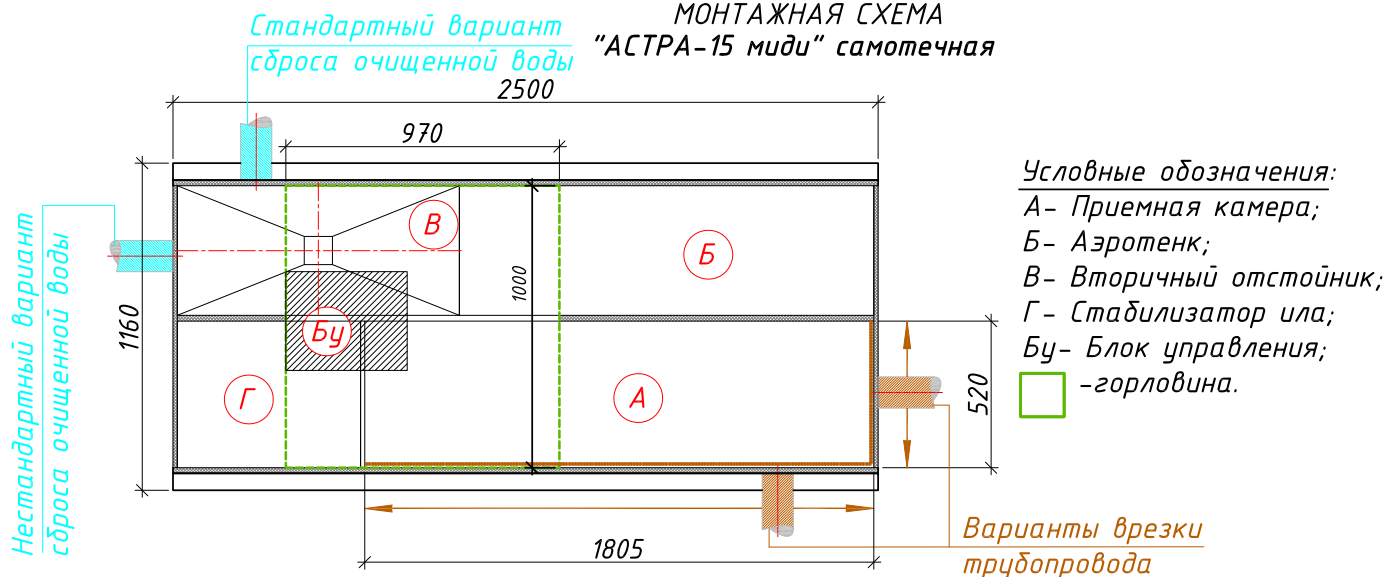 МОНТАЖНАЯ СХЕМА
"АСТРА-15 миди" самотечная
Стандартный вариант
сброса очищенной воды
2500
970
Нестандартный вариант
сброса очищенной воды
1160
В
Б
1000
Бу
Г
А
520
1805
Варианты врезки
трубопровода
Условные обозначения:
А- Приемная камера;
Б- Аэротенк;
В- Вторичный отстойник;
Г- Стабилизатор ила;
Бу- Блок управления;
-горловина.